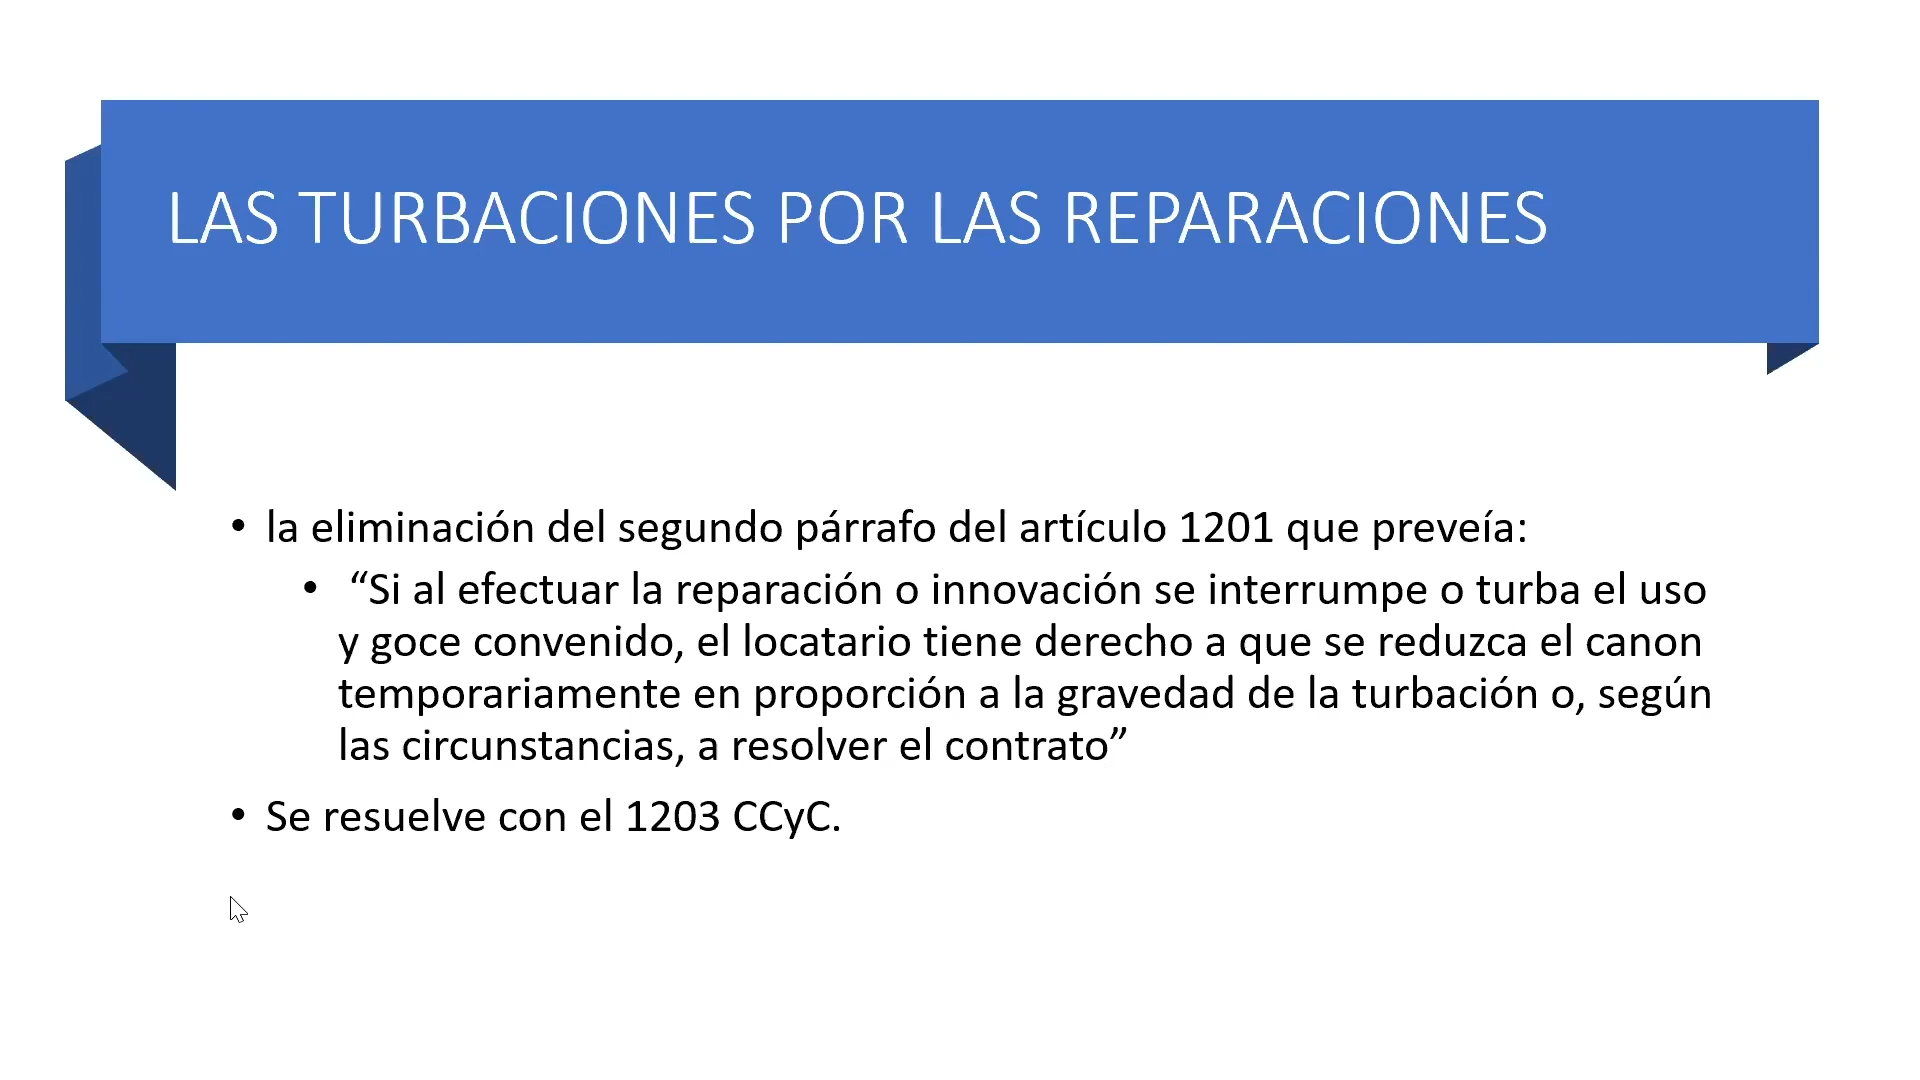 LAS TURBACIONES POR LAS REPARACIONES
• la eliminación del segundo párrafo del artículo 1201 que preveía:
• “Si al efectuar la reparación o innovación se interrumpe o turba el uso
y goce convenido, el locatario tiene derecho a que se reduzca el canon
temporariamente en proporción a la gravedad de la turbación o, según
las circunstancias, a resolver el contrato”
• Se resuelve con el 1203 CCyC.